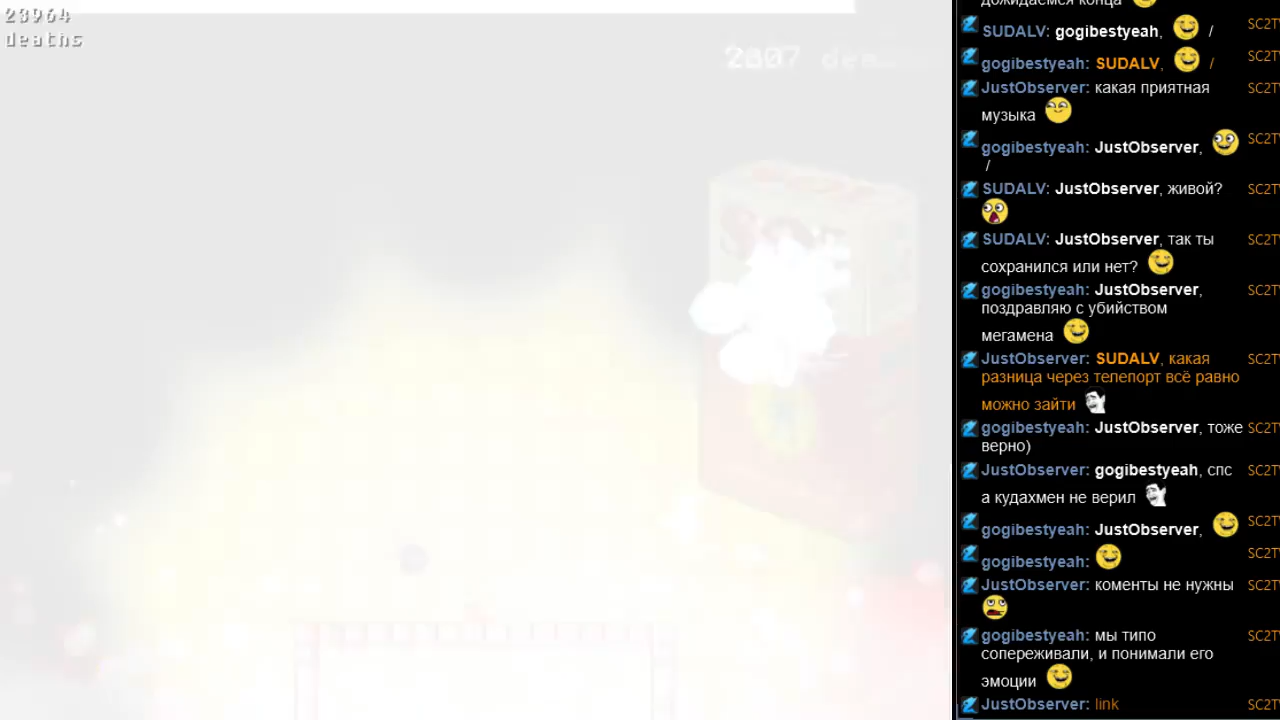 23964
deaths
2807
дожидаемся конца
SUDALV: gogibestyeah, /
gogibestyeah: SUDALV, /
JustObserver: какая приятная
музыка
gogibestyeah: JustObserver,
/
SUDALV: JustObserver, живой?
SUDALV: JustObserver, так ты
сохранился или нет?
gogibestyeah: JustObserver,
поздравляю с убийством
мегамена
JustObserver: SUDALV, какая
разница через телепорт всё равно
можно зайти
gogibestyeah: JustObserver, тоже
верно)
JustObserver: gogibestyeah, спс
а кудахмен не верил
gogibestyeah: JustObserver,
gogibestyeah:
JustObserver: коменты не нужны
gogibestyeah: мы типо
сопереживали, и понимали его
эмоции
JustObserver: link